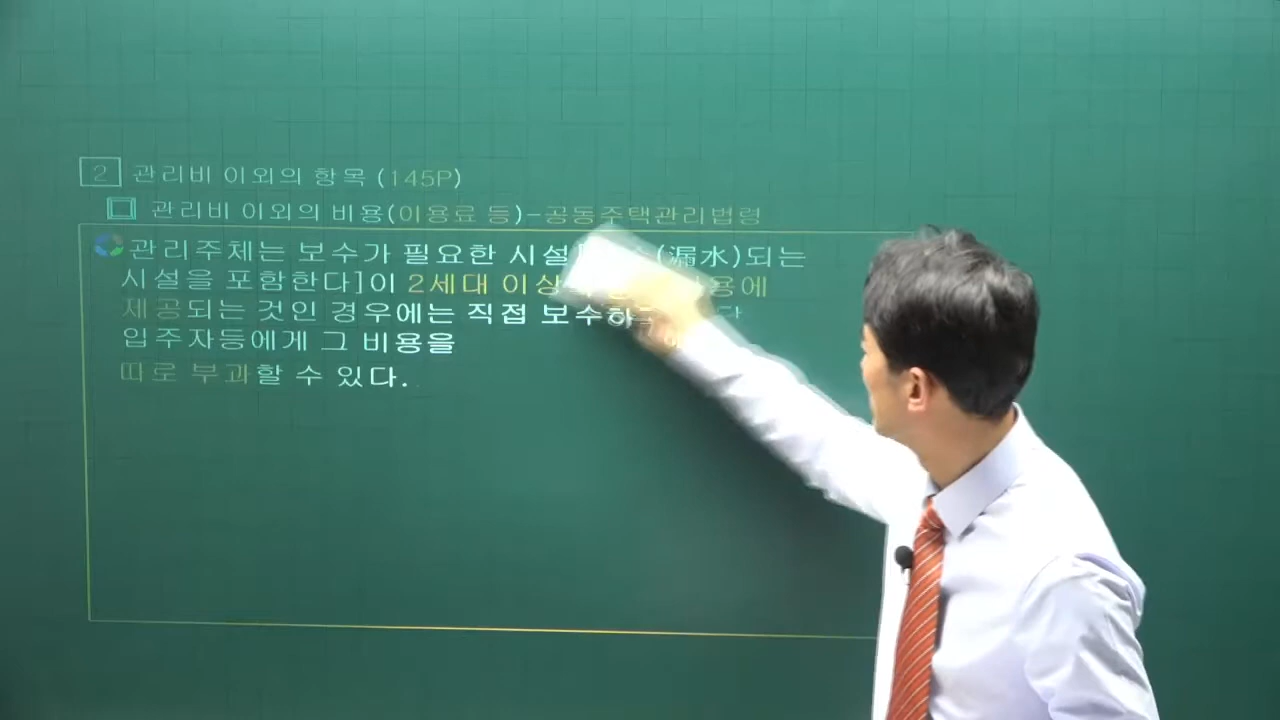 2 관리비 이외의 항목 (145P)
관리비 이외의 비용(이용료 등)-공동주택관리법령
관리주체는 보수가 필요한 시설 (漏水)되는
시설을 포함한다]이 2세대 이상
제공되는 것인 경우에는 직접 보수하
입주자등에게 그 비용을
따로 부과할 수 있다.